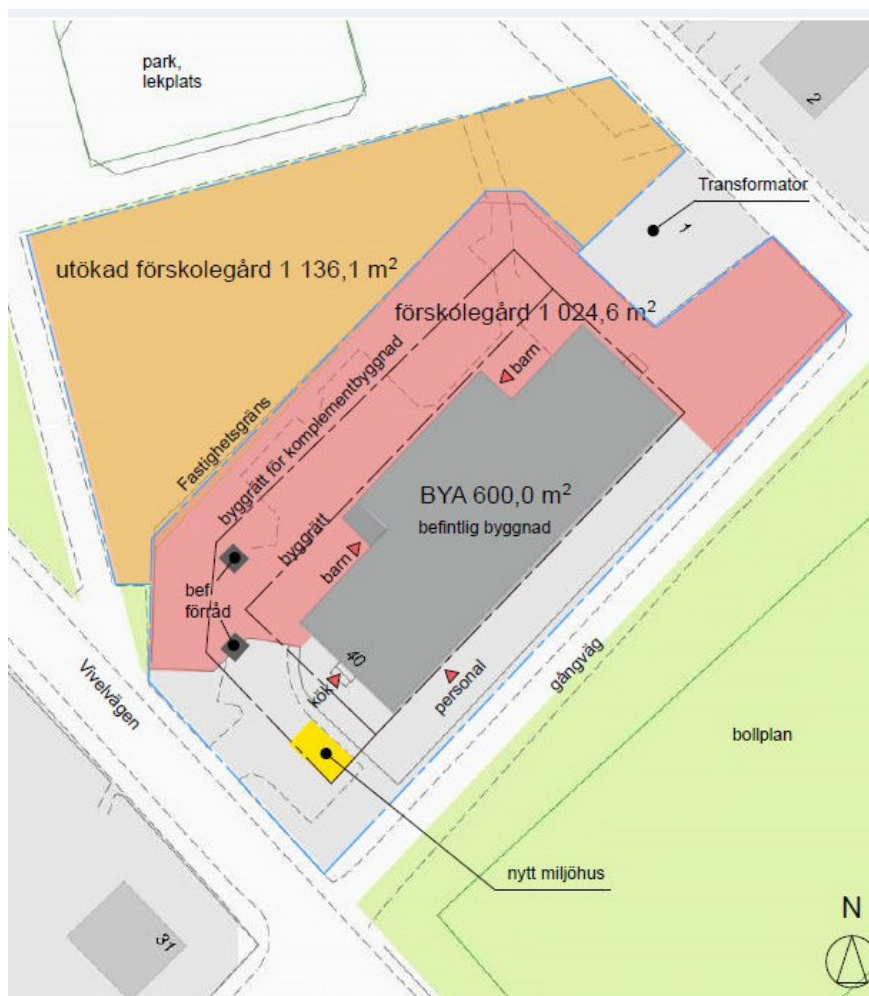 park,
lekplats
2
Transformator
1
utökad förskolegård 1 136,1 m²
förskolegård 1 024,6 m²
barn
Fastighetsgräns
byggrätt för komplementbyggnad
byggrätt
BYA 600,0 m²
befintlig byggnad
barn
bef
förråd
40
kök
personal
gångväg
Vivelvägen
bollplan
nytt miljöhus
31
N